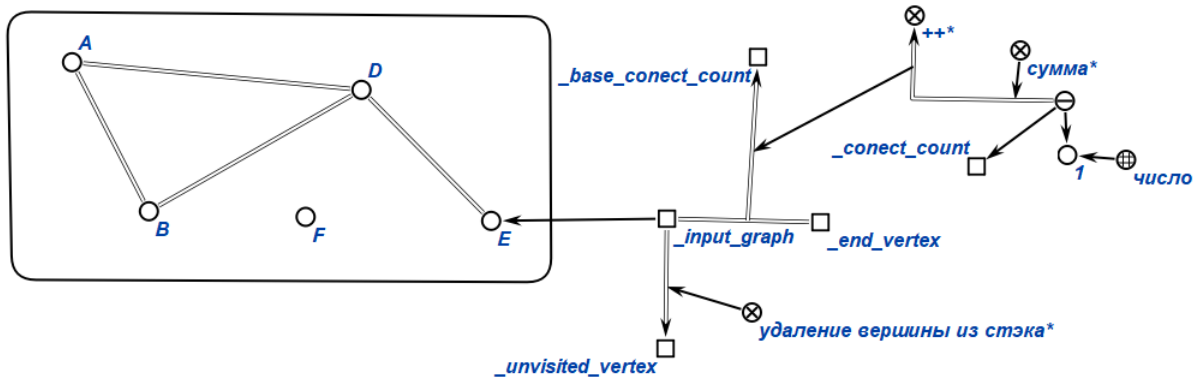 ++*
A
D
сумма*
_base_conect_count
_conect_count
1
число
B
F
E
_input_graph
_end_vertex
удаление вершины из стэка*
_unvisited_vertex